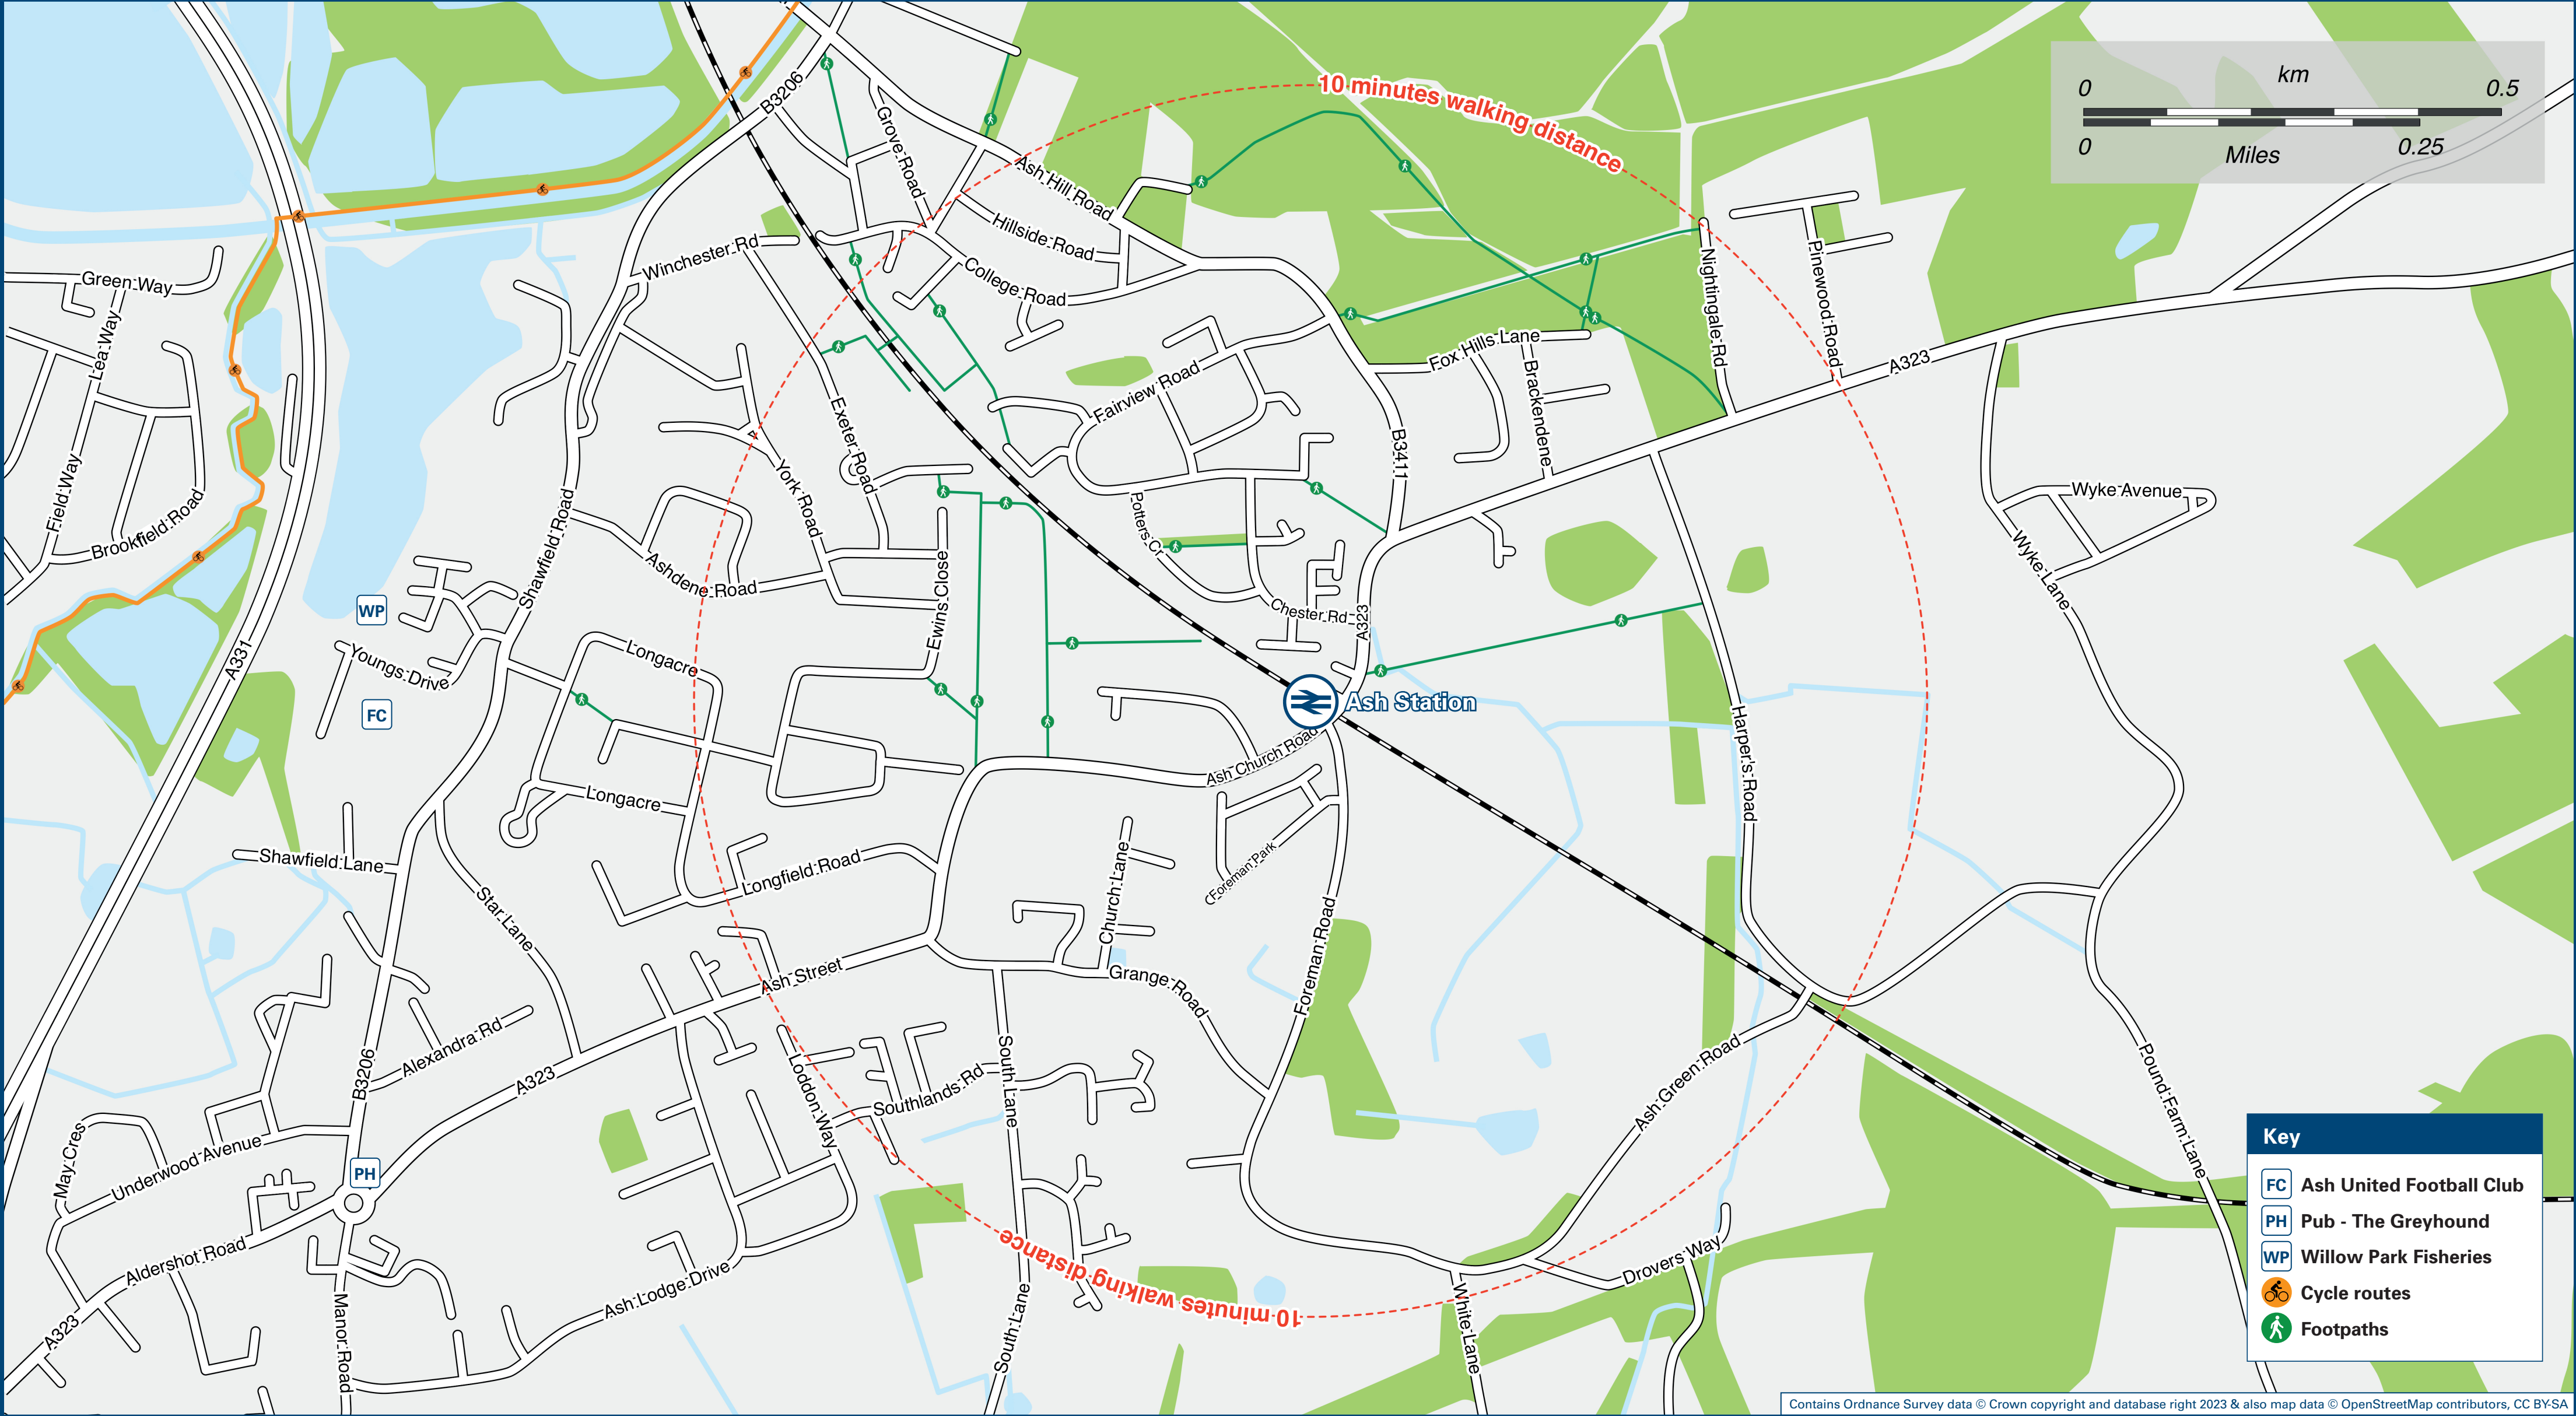 km
0 0.5
0 0.25
Miles
10 minutes walking distance
B3206
Grove Road
Ash Hill Road
Hillside Road
College Road
Winchester Rd
Green Way
Lea Way
Field Way
Brookfield Road
Nightingale Rd
Pinewood Road
A323
Fox Hills Lane
Brackendene
Fairview Road
B3411
Exeter Road
York Road
Potters Cr
Wyke Avenue
Wyke Lane
Shawfield Road
Ashdene Road
Ewins Close
Chester Rd
A323
WP
Youngs Drive
FC
A331
Longacre
Ash Station
Ash Church Road
Harper's Road
Longacre
Shawfield Lane
Longfield Road
Star Lane
Church Lane
Foreman Park
Foreman Road
Ash Street
Grange Road
Alexandra Rd
B3206
A323
Loddon Way
Southlands Rd
South Lane
Ash Green Road
Pound Farm Lane
May Cres
Underwood Avenue
PH
Aldershot Road
A323
Manor Road
Ash Lodge Drive
South Lane
10 minutes walking distance
White Lane
Drovers Way
Key
FC Ash United Football Club
PH Pub - The Greyhound
WP Willow Park Fisheries
Cycle routes
Footpaths
Contains Ordnance Survey data © Crown copyright and database right 2023 & also map data © OpenStreetMap contributors, CC BY-SA